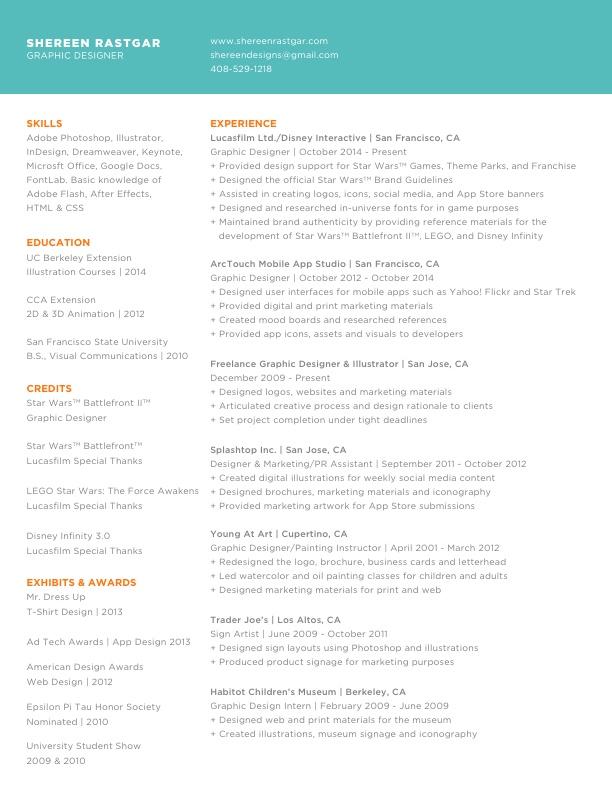 SHEREEN RASTGAR
GRAPHIC DESIGNER
www.shereenrastgar.com
shereendesigns@gmail.com
408-529-1218
SKILLS
Adobe Photoshop, Illustrator,
InDesign, Dreamweaver, Keynote,
Microsft Office, Google Docs,
FontLab. Basic knowledge of
Adobe Flash, After Effects,
HTML & CSS
EDUCATION
UC Berkeley Extension
Illustration Courses | 2014
CCA Extension
2D & 3D Animation | 2012
San Francisco State University
B.S., Visual Communications | 2010
CREDITS
Star Wars™ Battlefront II™
Graphic Designer
Star Wars™ Battlefront™
Lucasfilm Special Thanks
LEGO Star Wars: The Force Awakens
Lucasfilm Special Thanks
Disney Infinity 3.0
Lucasfilm Special Thanks
EXHIBITS & AWARDS
Mr. Dress Up
T-Shirt Design | 2013
Ad Tech Awards | App Design 2013
American Design Awards
Web Design | 2012
Epsilon Pi Tau Honor Society
Nominated | 2010
University Student Show
2009 & 2010
EXPERIENCE
Lucasfilm Ltd./Disney Interactive | San Francisco, CA
Graphic Designer | October 2014 - Present
+ Provided design support for Star Wars™ Games, Theme Parks, and Franchise
+ Designed the official Star Wars™ Brand Guidelines
+ Assisted in creating logos, icons, social media, and App Store banners
+ Designed and researched in-universe fonts for in game purposes
+ Maintained brand authenticity by providing reference materials for the
development of Star Wars™ Battlefront II™, LEGO, and Disney Infinity
ArcTouch Mobile App Studio | San Francisco, CA
Graphic Designer | October 2012 - October 2014
+ Designed user interfaces for mobile apps such as Yahoo! Flickr and Star Trek
+ Provided digital and print marketing materials
+ Created mood boards and researched references
+ Provided app icons, assets and visuals to developers
Freelance Graphic Designer & Illustrator | San Jose, CA
December 2009 - Present
+ Designed logos, websites and marketing materials
+ Articulated creative process and design rationale to clients
+ Set project completion under tight deadlines
Splashtop Inc. | San Jose, CA
Designer & Marketing/PR Assistant | September 2011 - October 2012
+ Created digital illustrations for weekly social media content
+ Designed brochures, marketing materials and iconography
+ Provided marketing artwork for App Store submissions
Young At Art | Cupertino, CA
Graphic Designer/Painting Instructor | April 2001 - March 2012
+ Redesigned the logo, brochure, business cards and letterhead
+ Led watercolor and oil painting classes for children and adults
+ Designed marketing materials for print and web
Trader Joe's | Los Altos, CA
Sign Artist | June 2009 - October 2011
+ Designed sign layouts using Photoshop and illustrations
+ Produced product signage for marketing purposes
Habitot Children's Museum | Berkeley, CA
Graphic Design Intern | February 2009 - June 2009
+ Designed web and print materials for the museum
+ Created illustrations, museum signage and iconography